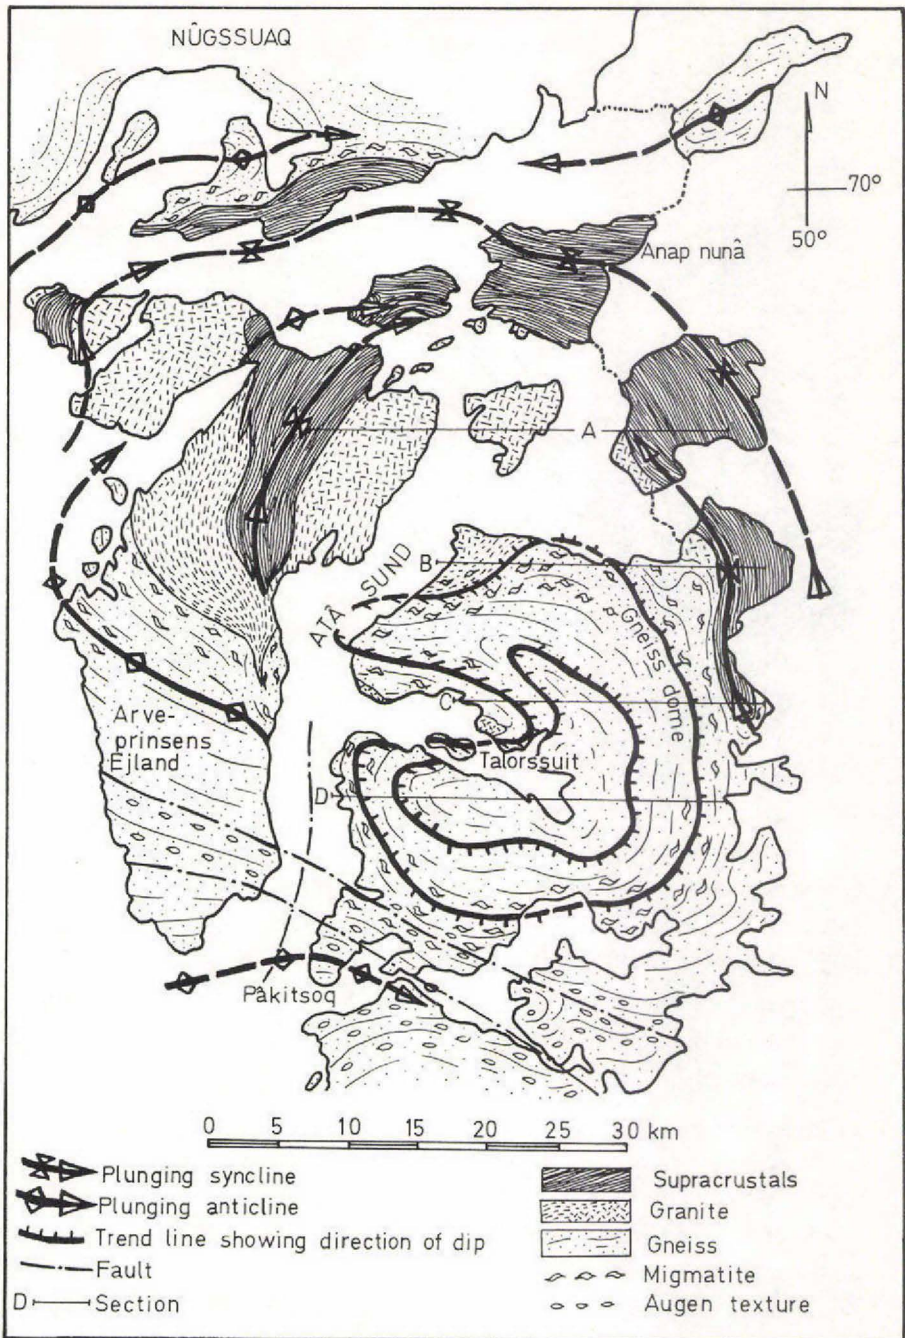 NÛGSSUAQ
N
70°
50°
Anap nunâ
A
B
ATÂ SUND
Gneiss dome
C
Talorssuit
Arve-
prinsens
Ejland
D
Pâkitsoq
0 5 10 15 20 25 30 km
Plunging syncline
Plunging anticline
Trend line showing direction of dip
Fault
D Section
Supracrustals
Granite
Gneiss
Migmatite
Augen texture